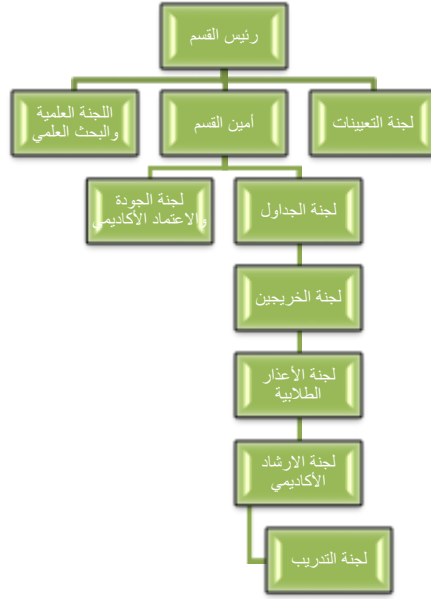 رئيس القسم
لجنة التعيينات
أمين القسم
اللجنة العلمية
والبحث العلمي
لجنة الجداول
لجنة الجودة
والاعتماد الأكاديمي
لجنة الخريجين
لجنة الأعذار
الطلابية
لجنة الارشاد
الأكاديمي
لجنة التدريب